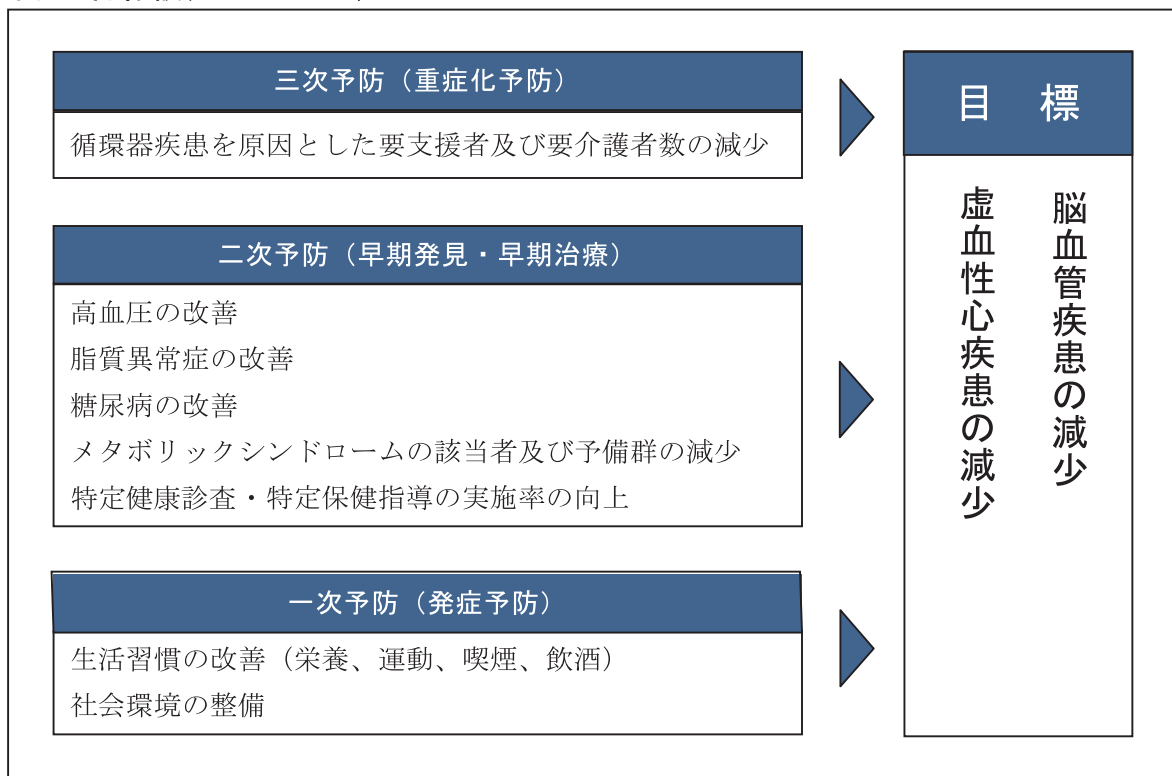 三次予防（重症化予防）
循環器疾患を原因とした要支援者及び要介護者数の減少
二次予防（早期発見・早期治療）
高血圧の改善
脂質異常症の改善
糖尿病の改善
メタボリックシンドロームの該当者及び予備群の減少
特定健康診査・特定保健指導の実施率の向上
一次予防（発症予防）
生活習慣の改善（栄養、運動、喫煙、飲酒）
社会環境の整備
目　標
脳血管疾患の減少
虚血性心疾患の減少